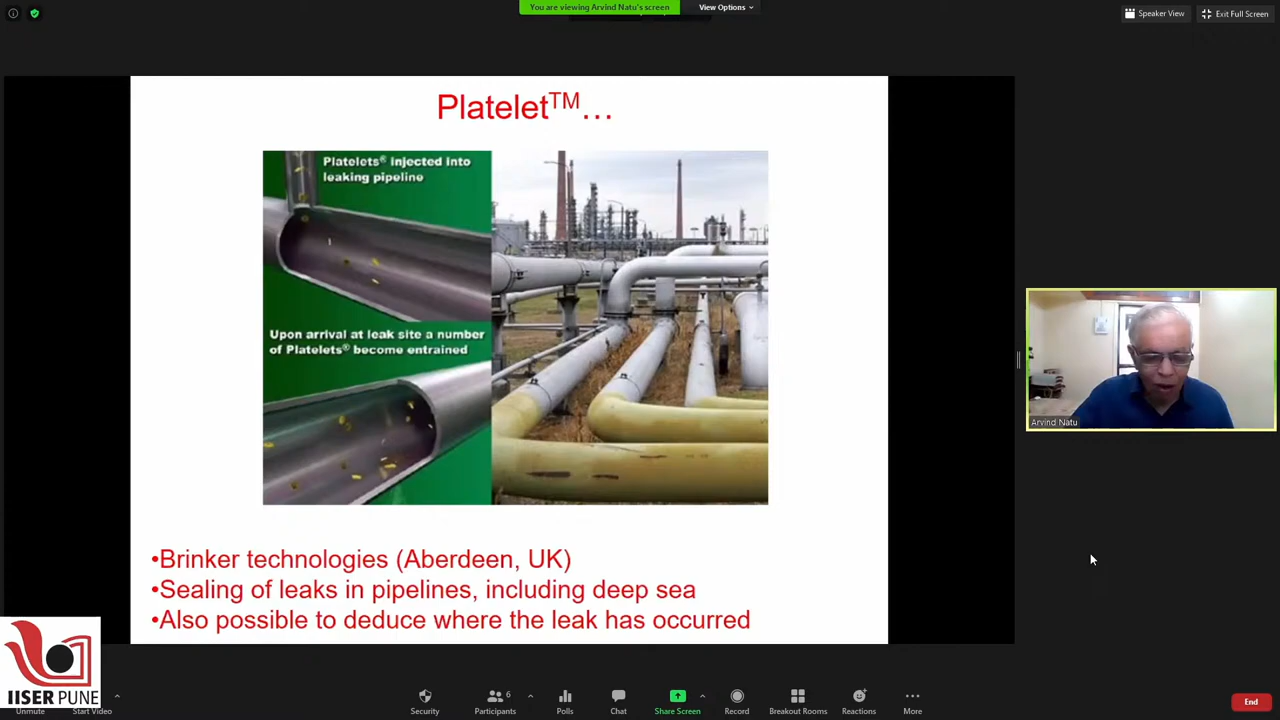 You are viewing Arvind Natu's screen
View Options
Speaker View
Exit Full Screen
Platelet™…
Platelets® injected into
leaking pipeline
Upon arrival at leak site a number
of Platelets® become entrained
•Brinker technologies (Aberdeen, UK)
•Sealing of leaks in pipelines, including deep sea
•Also possible to deduce where the leak has occurred
Arvind Natu
IISER PUNE
Unmute
Start Video
Security
Participants
6
Polls
Chat
Share Screen
Record
Breakout Rooms
Reactions
More
End